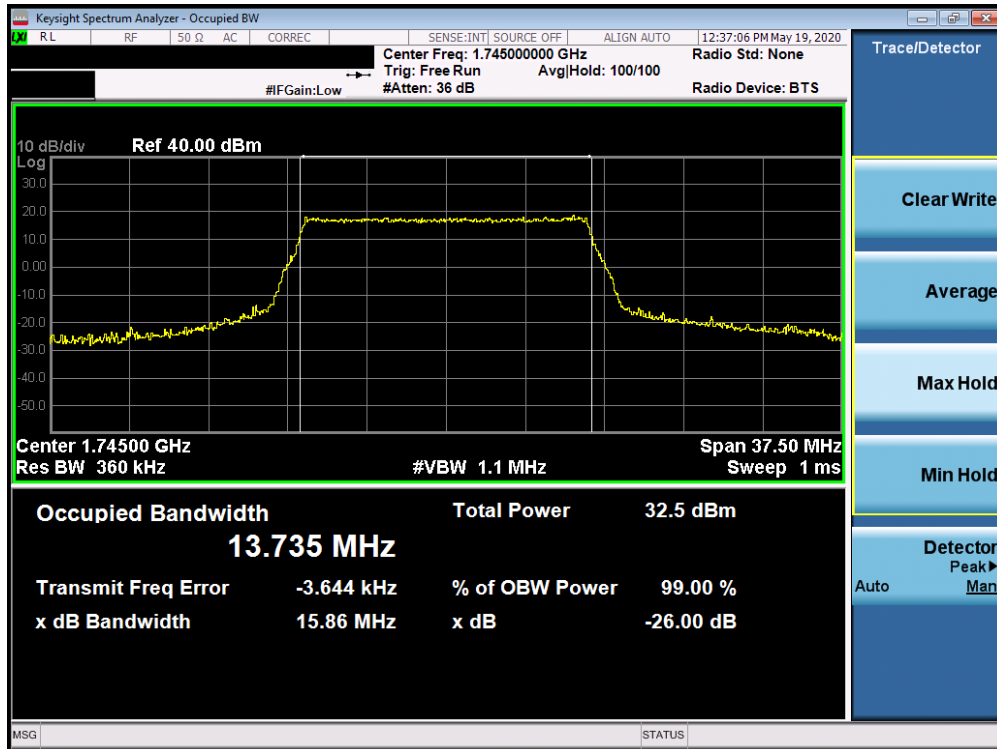 Keysight Spectrum Analyzer - Occupied BW
LXI RL RF 50 Ω AC CORREC SENSE:INT SOURCE OFF ALIGN AUTO 12:37:06 PM May 19, 2020
Center Freq: 1.745000000 GHz Radio Std: None
Trig: Free Run Avg|Hold: 100/100
#IFGain:Low #Atten: 36 dB Radio Device: BTS
10 dB/div Ref 40.00 dBm
Log
30.0
20.0
10.0
0.00
-10.0
-20.0
-30.0
-40.0
-50.0
Center 1.74500 GHz Span 37.50 MHz
Res BW 360 kHz #VBW 1.1 MHz Sweep 1 ms
Occupied Bandwidth Total Power 32.5 dBm
13.735 MHz
Transmit Freq Error -3.644 kHz % of OBW Power 99.00 %
x dB Bandwidth 15.86 MHz x dB -26.00 dB
MSG STATUS
Trace/Detector
Clear Write
Average
Max Hold
Min Hold
Detector
Peak▶
Auto Man